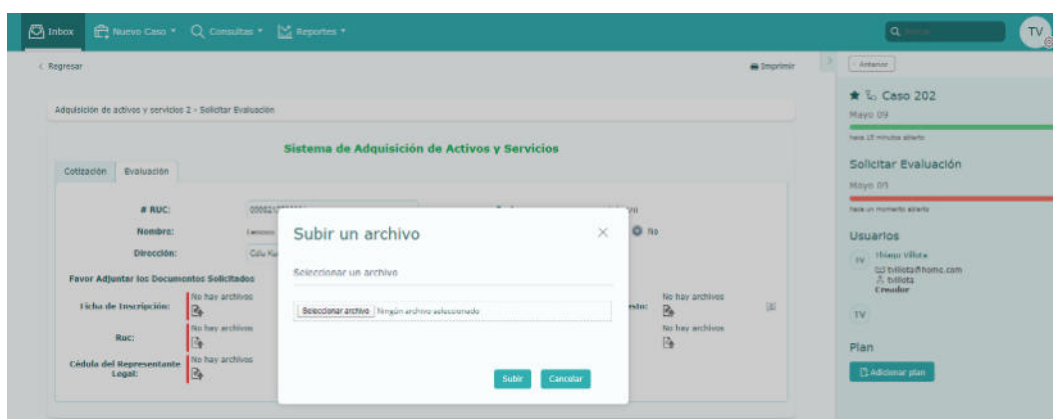 Inbox
Nuevo Caso
Consultas
Reportes
TV
Regresar
Imprimir
Anterior
Adquisición de activos y servicios 2 - Solicitar Evaluación
Sistema de Adquisición de Activos y Servicios
Cotización
Evaluación
# RUC:
Nombre:
No
Dirección:
Favor Adjuntar los Documentos Solicitados
Ficha de Inscripción:
No hay archivos
No hay archivos
Ruc:
No hay archivos
No hay archivos
Cédula del Representante
Legal:
No hay archivos
Subir un archivo
Seleccionar un archivo
Seleccionar archivo Ningún archivo seleccionado
Subir
Cancelar
Caso 202
Mayo 09
hace 15 minutos abierto
Solicitar Evaluación
Mayo 09
hace un momento abierto
Usuarios
TV
Thiago Villota
tvillota@home.com
tvillota
Creador
TV
Plan
Adicionar plan